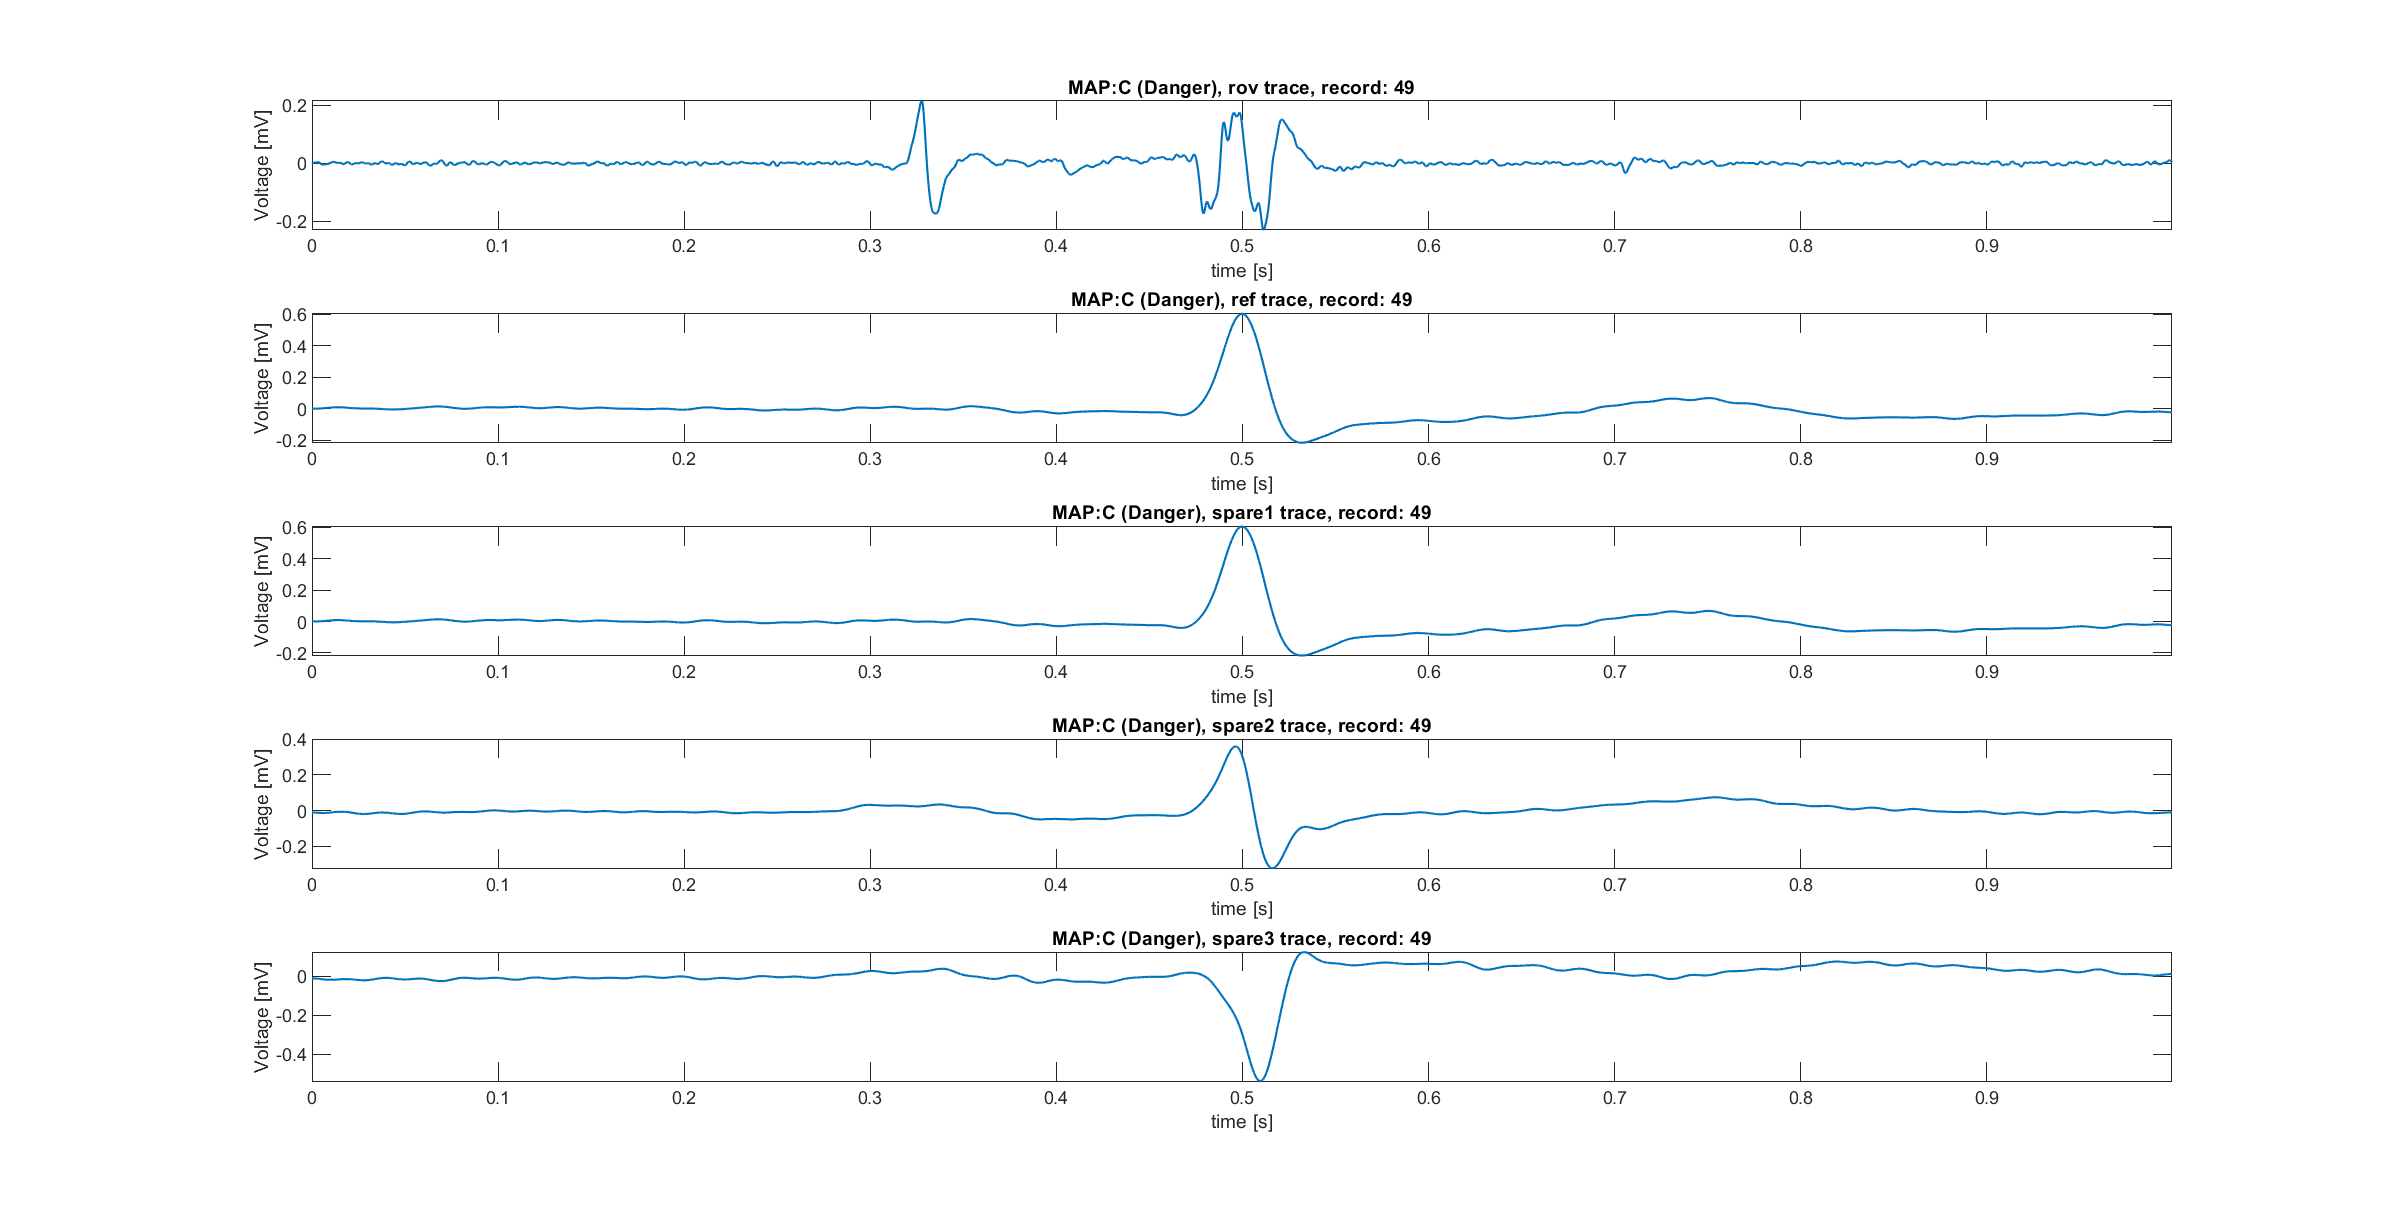 MAP:C (Danger), rov trace, record: 49
Voltage [mV]
0.2
0
-0.2
0 0.1 0.2 0.3 0.4 0.5 0.6 0.7 0.8 0.9
time [s]
MAP:C (Danger), ref trace, record: 49
Voltage [mV]
0.6
0.4
0.2
0
-0.2
0 0.1 0.2 0.3 0.4 0.5 0.6 0.7 0.8 0.9
time [s]
MAP:C (Danger), spare1 trace, record: 49
Voltage [mV]
0.6
0.4
0.2
0
-0.2
0 0.1 0.2 0.3 0.4 0.5 0.6 0.7 0.8 0.9
time [s]
MAP:C (Danger), spare2 trace, record: 49
Voltage [mV]
0.4
0.2
0
-0.2
0 0.1 0.2 0.3 0.4 0.5 0.6 0.7 0.8 0.9
time [s]
MAP:C (Danger), spare3 trace, record: 49
Voltage [mV]
0
-0.2
-0.4
0 0.1 0.2 0.3 0.4 0.5 0.6 0.7 0.8 0.9
time [s]